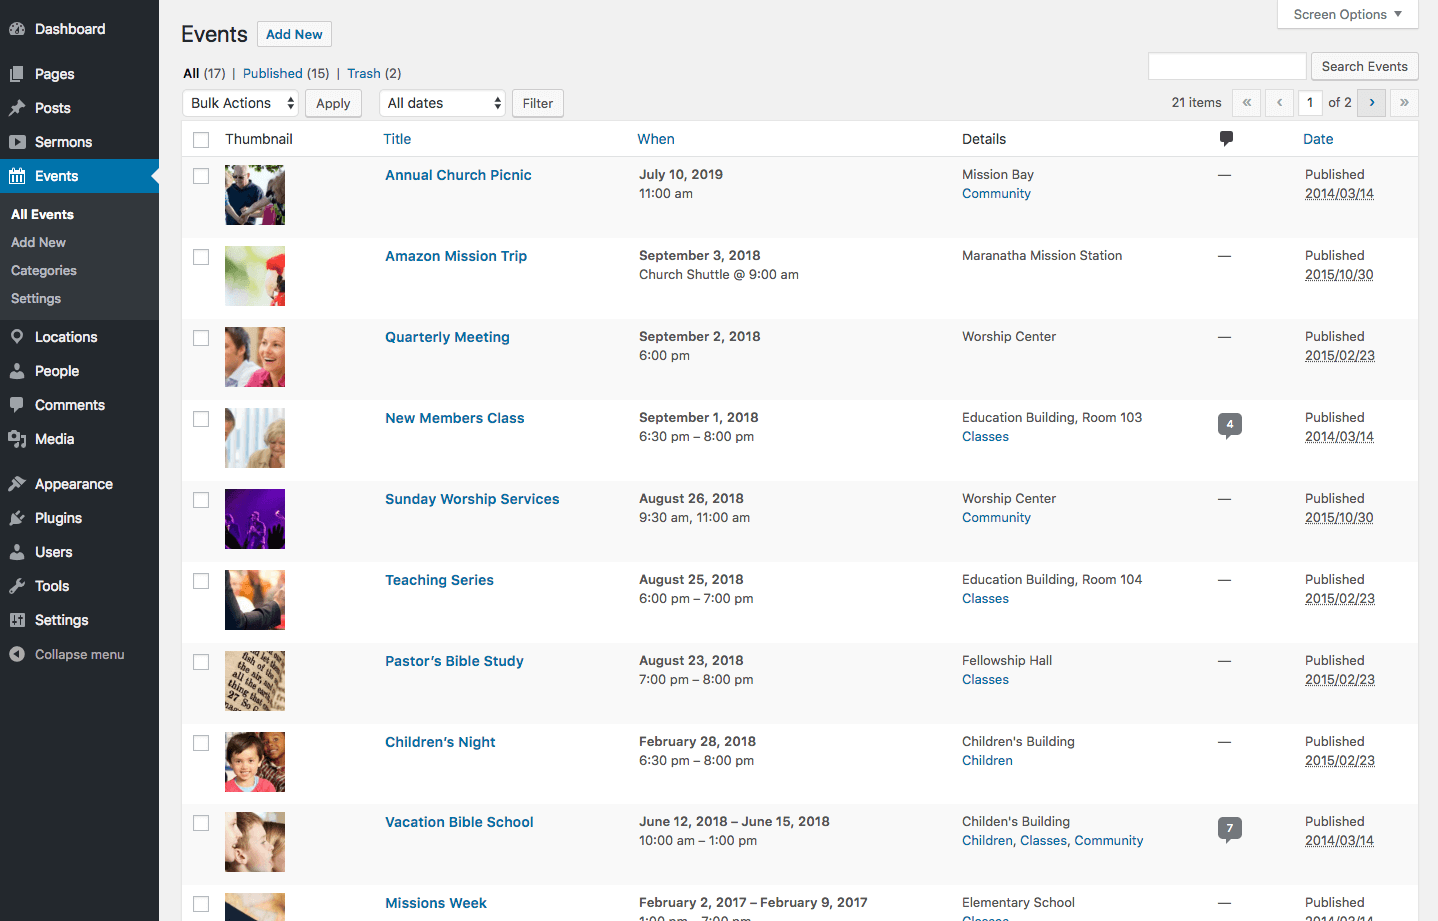 Dashboard
Pages
Posts
Sermons
Events
All Events
Add New
Categories
Settings
Locations
People
Comments
Media
Appearance
Plugins
Users
Tools
Settings
Collapse menu
Screen Options
Events Add New
All (17) | Published (15) | Trash (2)
Search Events
Bulk Actions Apply All dates Filter
21 items « ‹ 1 of 2 › »
Thumbnail Title When Details Date
Annual Church Picnic July 10, 2019 Mission Bay — Published
11:00 am Community 2014/03/14
Amazon Mission Trip September 3, 2018 Maranatha Mission Station — Published
Church Shuttle @ 9:00 am 2015/10/30
Quarterly Meeting September 2, 2018 Worship Center — Published
6:00 pm 2015/02/23
New Members Class September 1, 2018 Education Building, Room 103 4 Published
6:30 pm – 8:00 pm Classes 2014/03/14
Sunday Worship Services August 26, 2018 Worship Center — Published
9:30 am, 11:00 am Community 2015/10/30
Teaching Series August 25, 2018 Education Building, Room 104 — Published
6:00 pm – 7:00 pm Classes 2015/02/23
Pastor’s Bible Study August 23, 2018 Fellowship Hall — Published
7:00 pm – 8:00 pm Classes 2015/02/23
Children’s Night February 28, 2018 Children's Building — Published
6:30 pm – 8:00 pm Children 2015/02/23
Vacation Bible School June 12, 2018 – June 15, 2018 Childen's Building 7 Published
10:00 am – 1:00 pm Children, Classes, Community 2014/03/14
Missions Week February 2, 2017 – February 9, 2017 Elementary School — Published
1:00 pm – 7:00 pm Classes 2014/03/14